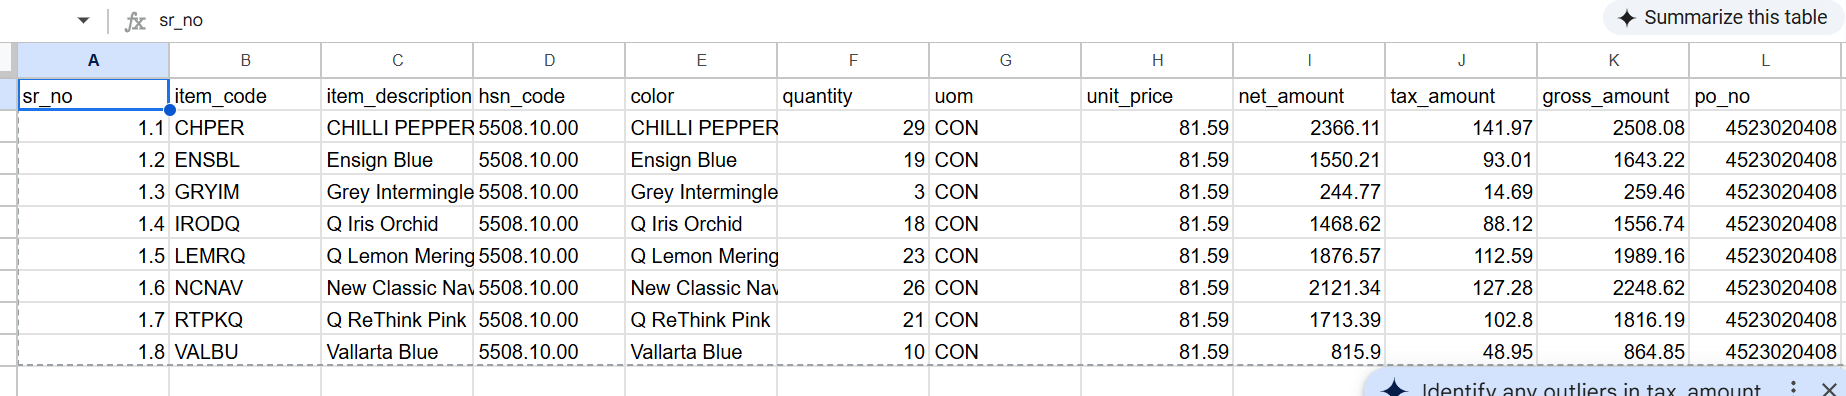 fx sr_no Summarize this table
A B C D E F G H I J K L
sr_no item_code item_description hsn_code color quantity uom unit_price net_amount tax_amount gross_amount po_no
1.1 CHPER CHILLI PEPPER 5508.10.00 CHILLI PEPPER 29 CON 81.59 2366.11 141.97 2508.08 4523020408
1.2 ENSBL Ensign Blue 5508.10.00 Ensign Blue 19 CON 81.59 1550.21 93.01 1643.22 4523020408
1.3 GRYIM Grey Intermingle 5508.10.00 Grey Intermingle 3 CON 81.59 244.77 14.69 259.46 4523020408
1.4 IRODQ Q Iris Orchid 5508.10.00 Q Iris Orchid 18 CON 81.59 1468.62 88.12 1556.74 4523020408
1.5 LEMRQ Q Lemon Mering 5508.10.00 Q Lemon Mering 23 CON 81.59 1876.57 112.59 1989.16 4523020408
1.6 NCNAV New Classic Nav 5508.10.00 New Classic Nav 26 CON 81.59 2121.34 127.28 2248.62 4523020408
1.7 RTPKQ Q ReThink Pink 5508.10.00 Q ReThink Pink 21 CON 81.59 1713.39 102.8 1816.19 4523020408
1.8 VALBU Vallarta Blue 5508.10.00 Vallarta Blue 10 CON 81.59 815.9 48.95 864.85 4523020408
Identify any outliers in tax_amount